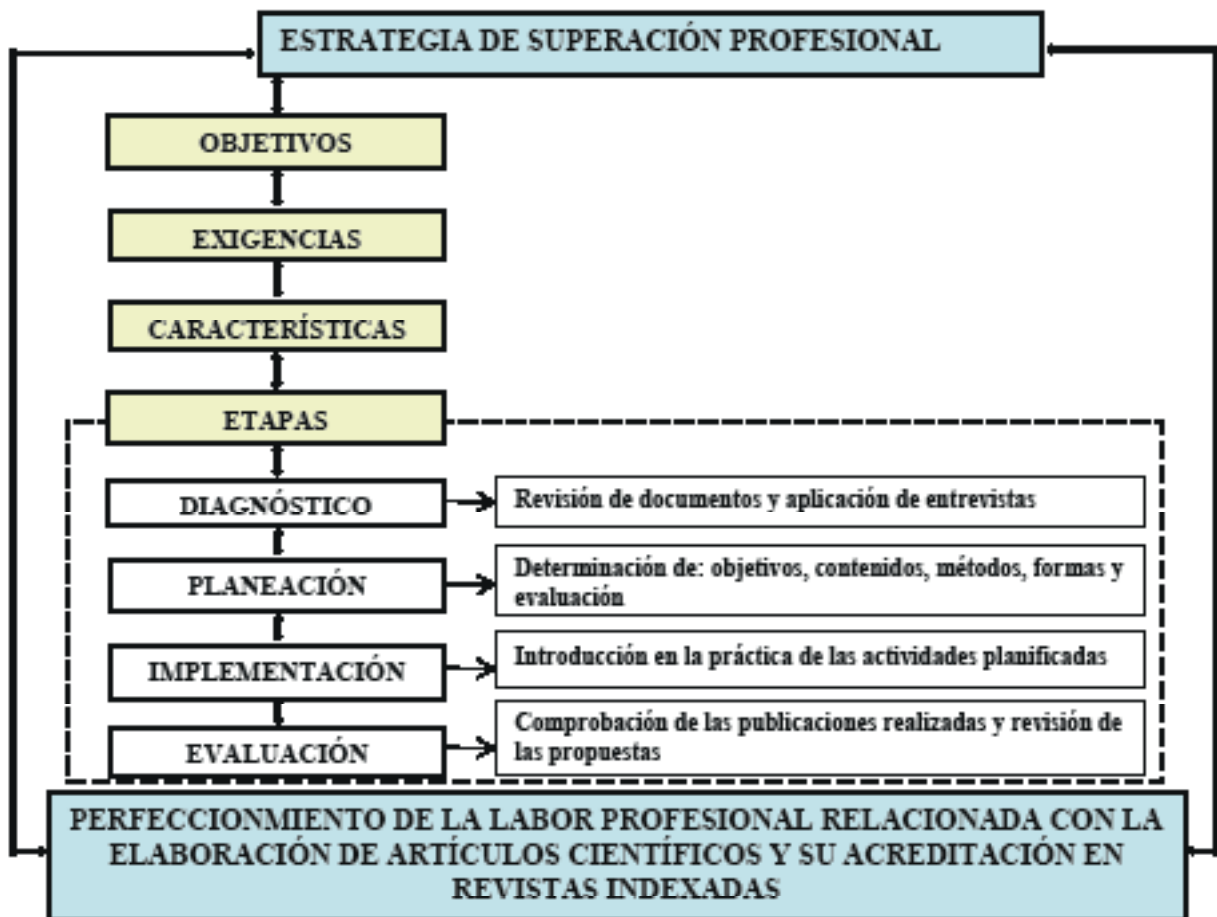 ESTRATEGIA DE SUPERACIÓN PROFESIONAL
OBJETIVOS
EXIGENCIAS
CARACTERÍSTICAS
ETAPAS
DIAGNÓSTICO
Revisión de documentos y aplicación de entrevistas
PLANEACIÓN
Determinación de: objetivos, contenidos, métodos, formas y
evaluación
IMPLEMENTACIÓN
Introducción en la práctica de las actividades planificadas
EVALUACIÓN
Comprobación de las publicaciones realizadas y revisión de
las propuestas
PERFECCIONMIENTO DE LA LABOR PROFESIONAL RELACIONADA CON LA
ELABORACIÓN DE ARTÍCULOS CIENTÍFICOS Y SU ACREDITACIÓN EN
REVISTAS INDEXADAS